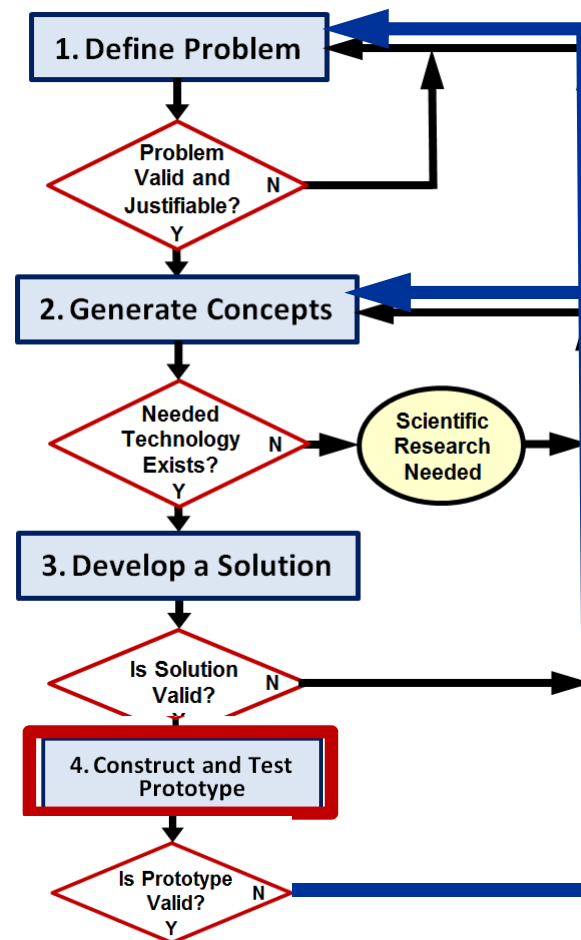 1. Define Problem
Problem
Valid and
Justifiable?
N
Y
2. Generate Concepts
Needed
Technology
Exists?
N
Y
Scientific
Research
Needed
3. Develop a Solution
Is Solution
Valid?
N
4. Construct and Test
Prototype
Is Prototype
Valid?
N
Y